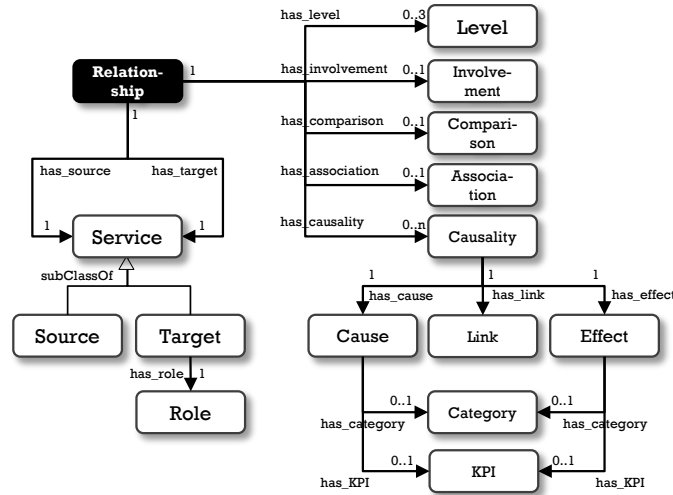 has_level
0..3
Level
Relation-
ship
1
has_involvement
0..1
Involve-
ment
1
has_comparison
0..1
Compari-
son
has_source
has_target
has_association
0..1
Associa-
tion
1
1
Service
has_causality
0..n
Causality
subClassOf
1
1
1
has_cause
has_link
has_effect
Source
Target
Cause
Link
Effect
has_role
1
Role
0..1
Category
0..1
has_category
has_category
0..1
KPI
0..1
has_KPI
has_KPI